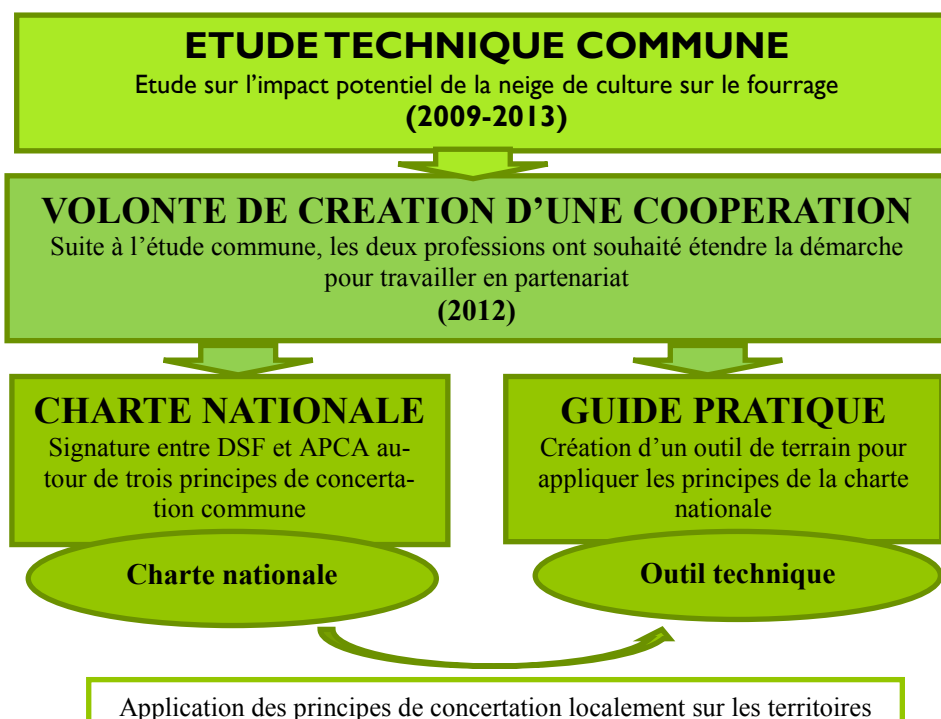 ETUDE TECHNIQUE COMMUNE
Etude sur l'impact potentiel de la neige de culture sur le fourrage
(2009-2013)
VOLONTE DE CREATION D'UNE COOPERATION
Suite à l'étude commune, les deux professions ont souhaité étendre la démarche
pour travailler en partenariat
(2012)
CHARTE NATIONALE
Signature entre DSF et APCA au-
tour de trois principes de concerta-
tion commune
Charte nationale
GUIDE PRATIQUE
Création d'un outil de terrain pour
appliquer les principes de la charte
nationale
Outil technique
Application des principes de concertation localement sur les territoires